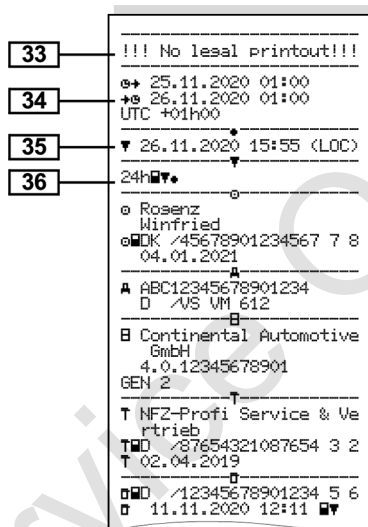 !!! No legal printout!!!
33
25.11.2020 01:00
34
26.11.2020 01:00
UTC +01h00
35
▼ 26.11.2020 15:55 (LOC)
36
24h▼
Rogenz
Winfried
DK /45678901234567 7 8
04.01.2021
A ABC12345678901234
D /VS VM 612
B Continental Automotive
GmbH
4.0.12345678901
GEN 2
T
T NFZ-Profi Service & Ve
rtrieb
T D /87654321087654 3 2
T 02.04.2019
D /12345678901234 5 6
11.11.2020 12:11 ▼
Service